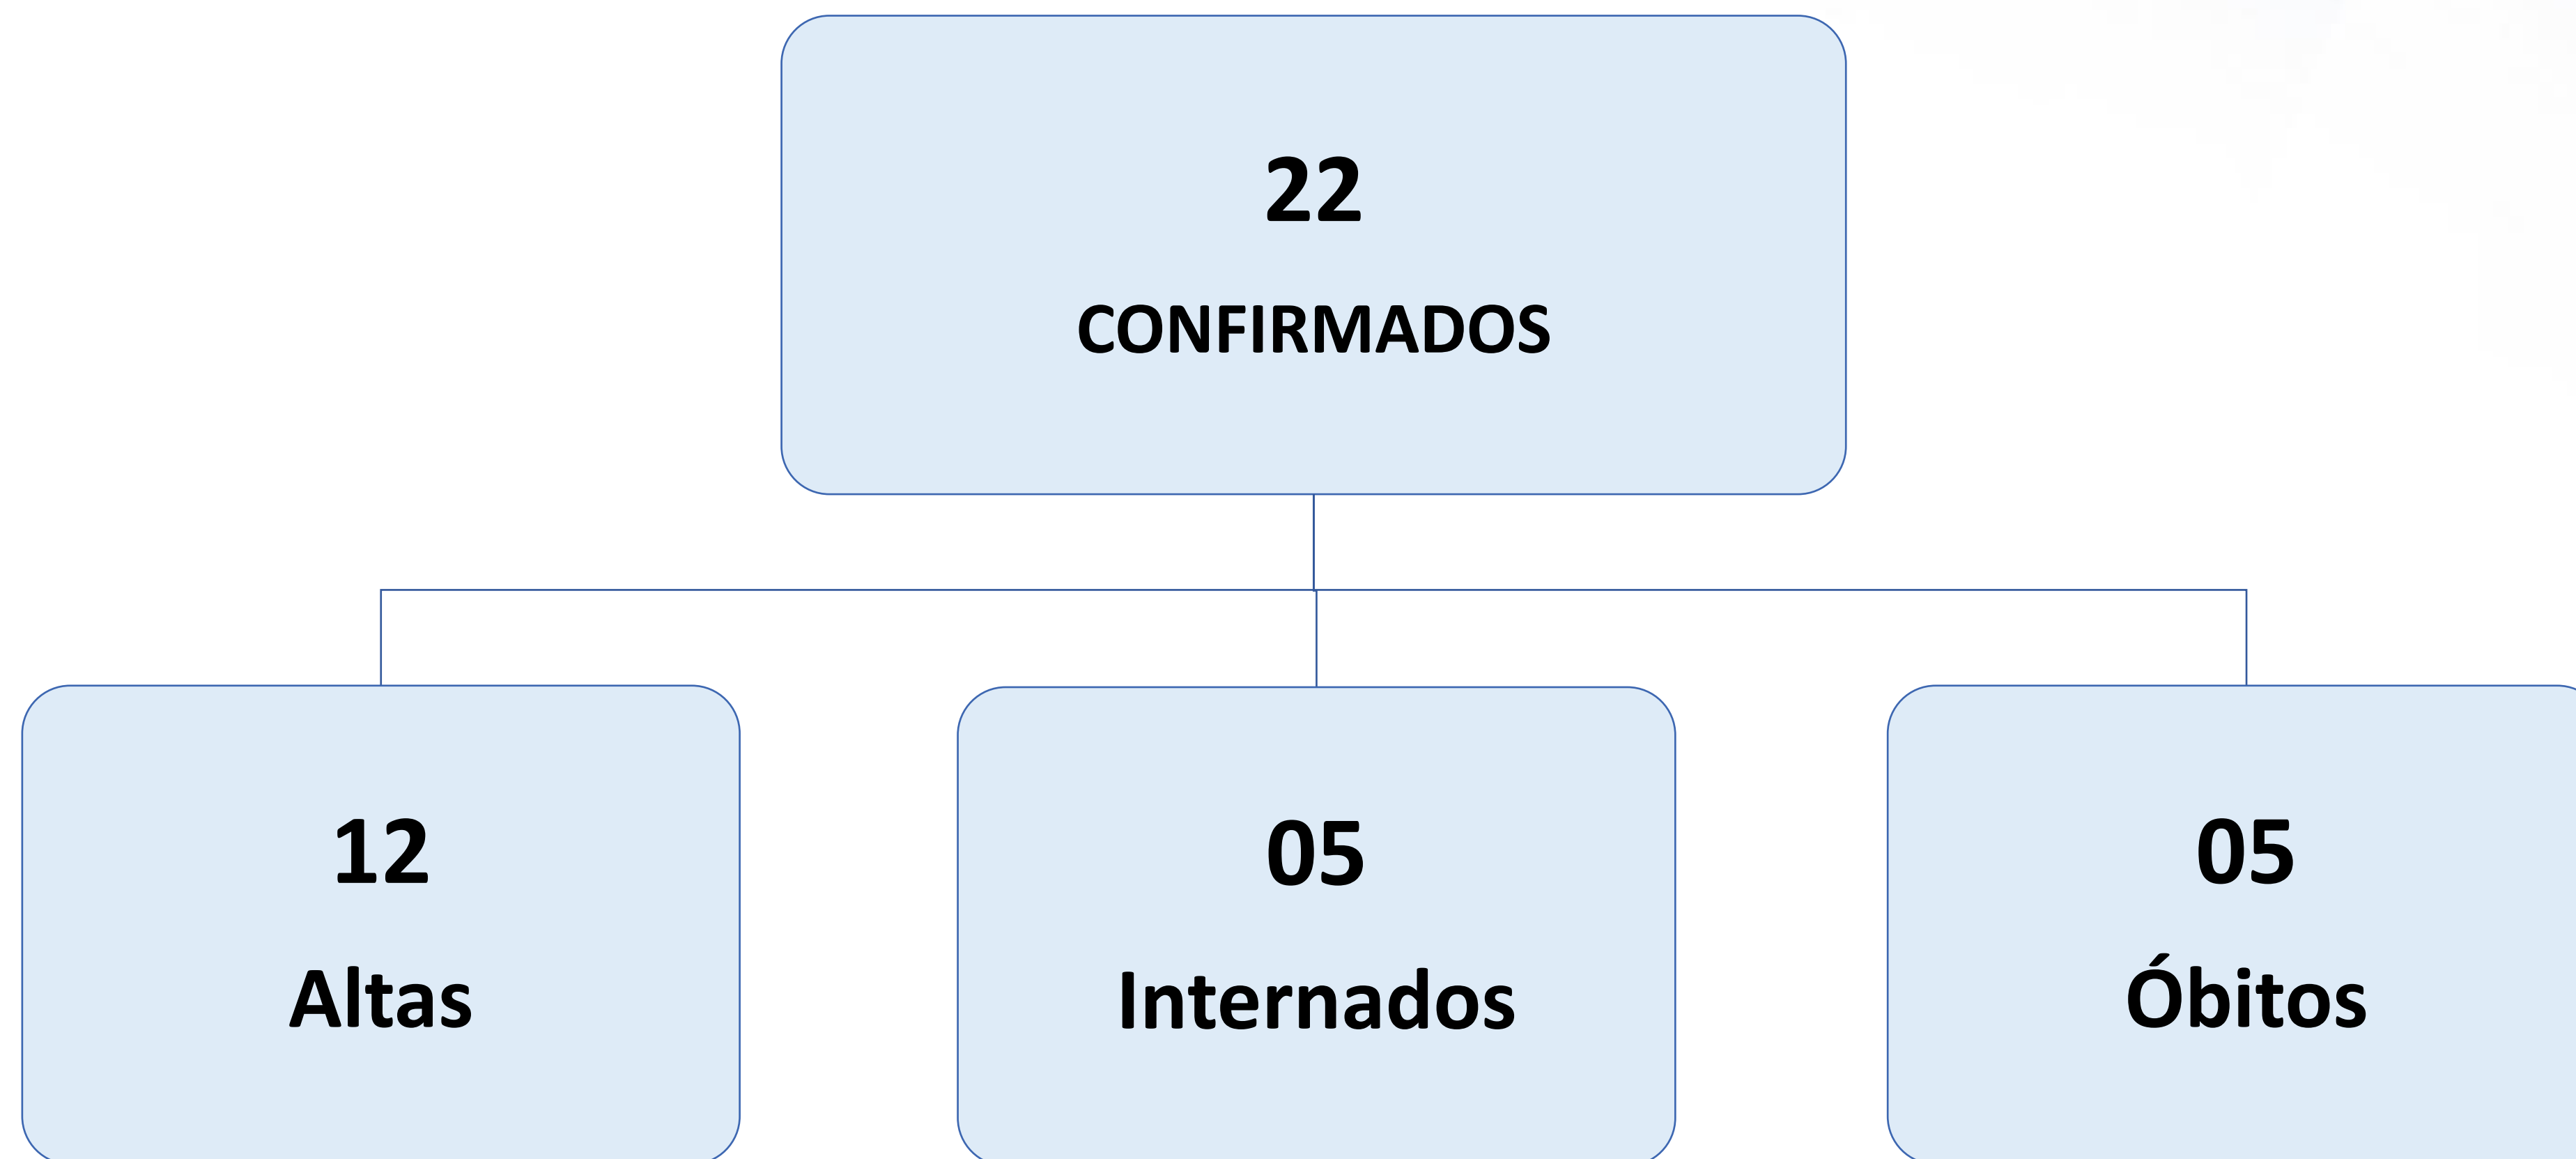 22
CONFIRMADOS
12
Altas
05
Internados
05
Óbitos